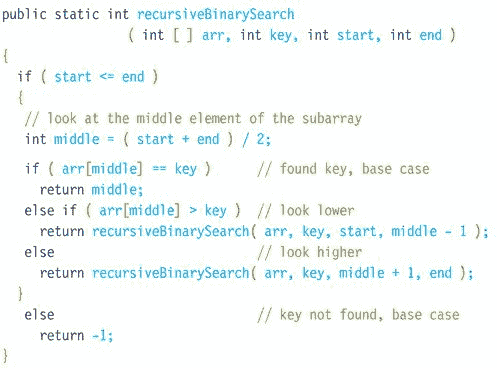 public static int recursiveBinarySearch
( int [ ] arr, int key, int start, int end )
{
if ( start <= end )
{
// look at the middle element of the subarray
int middle = ( start + end ) / 2;
if ( arr[middle] == key ) // found key, base case
return middle;
else if ( arr[middle] > key ) // look lower
return recursiveBinarySearch( arr, key, start, middle - 1 );
else // look higher
return recursiveBinarySearch( arr, key, middle + 1, end );
}
else // key not found, base case
return -1;
}